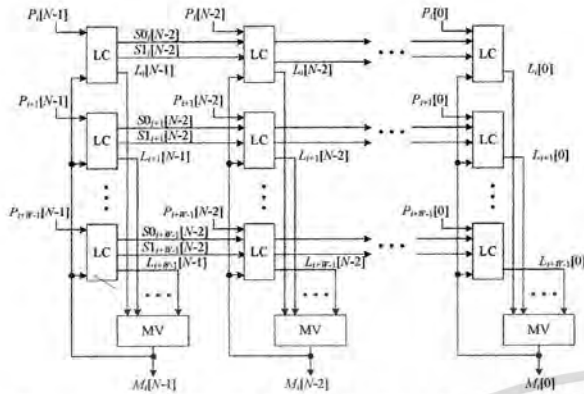 P_i[N-1] P_i[N-2] P_i[0]
LC S0_i[N-2] LC LC
S1_i[N-2]
L_i[N-1] L_i[N-2] L_i[0]
P_{i+1}[N-1] P_{i+1}[N-2] P_{i+1}[0]
LC S0_{i+1}[N-2] LC LC
S1_{i+1}[N-2]
L_{i+1}[N-1] L_{i+1}[N-2] L_{i+1}[0]
P_{i+W-1}[N-1] P_{i+W-1}[N-2] P_{i+W-1}[0]
LC S0_{i+W-1}[N-2] LC LC
S1_{i+W-1}[N-2]
L_{i+W-1}[N-1] L_{i+W-1}[N-2] L_{i+W-1}[0]
MV MV MV
M_i[N-1] M_i[N-2] M_i[0]